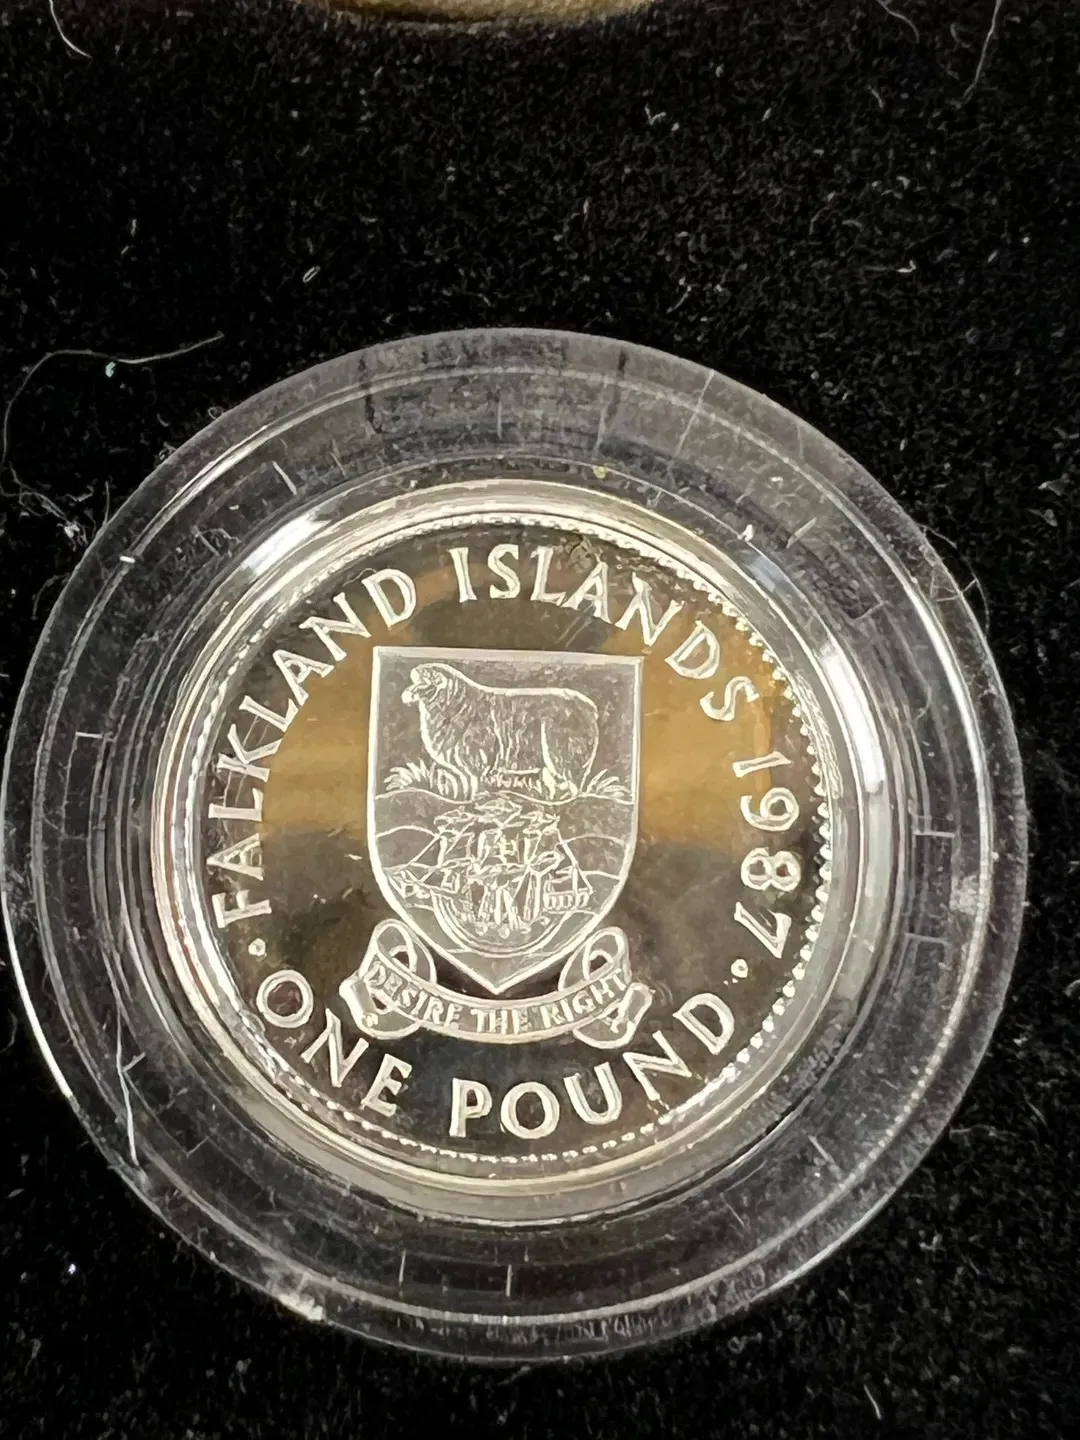 · FALKLAND ISLANDS 1987 ·
DESIRE THE RIGHT
ONE POUND